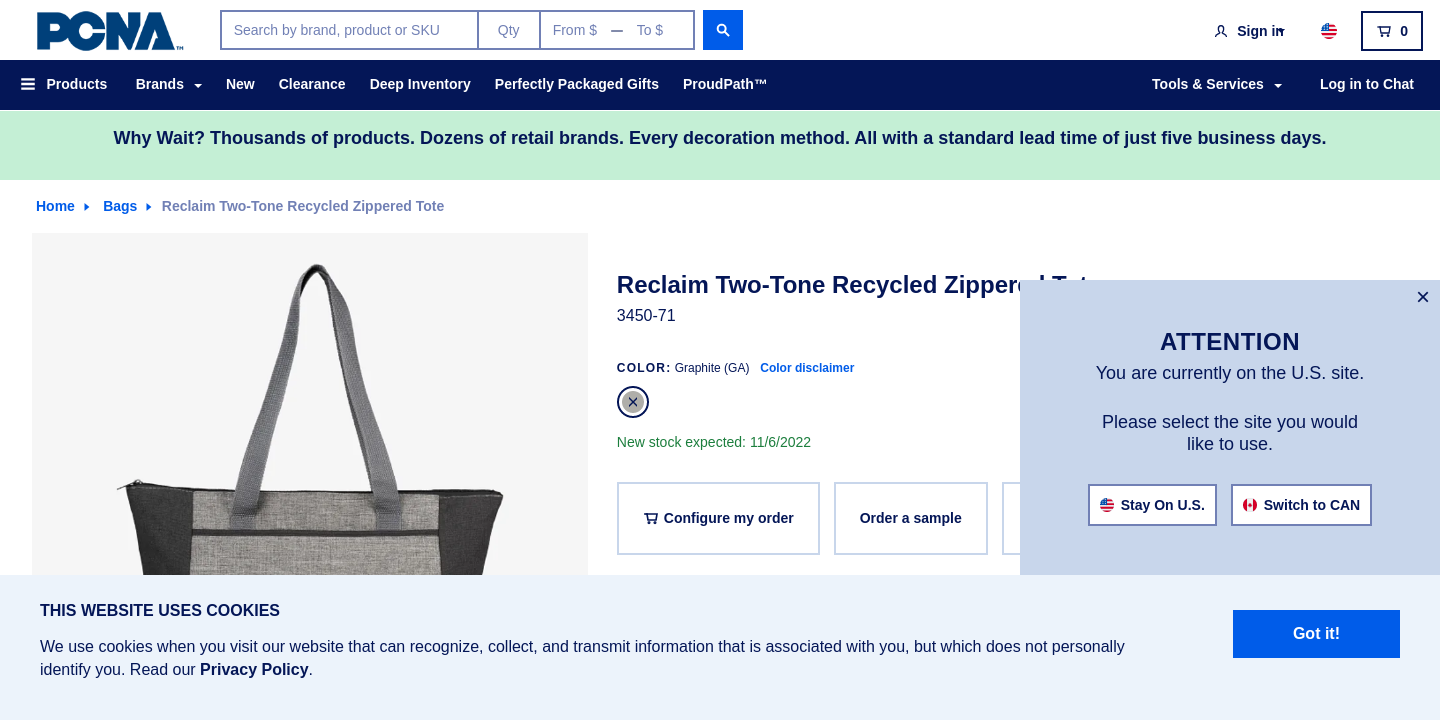 PCNA™
Search by brand, product or SKU
Qty
From $ — To $
Sign in
0
Products
Brands
New
Clearance
Deep Inventory
Perfectly Packaged Gifts
ProudPath™
Tools & Services
Log in to Chat
Why Wait? Thousands of products. Dozens of retail brands. Every decoration method. All with a standard lead time of just five business days.
Home
Bags
Reclaim Two-Tone Recycled Zippered Tote
Reclaim Two-Tone Recycled Zippered Tot
3450-71
COLOR: Graphite (GA) Color disclaimer
New stock expected: 11/6/2022
Configure my order
Order a sample
ATTENTION
You are currently on the U.S. site.
Please select the site you would
like to use.
Stay On U.S.
Switch to CAN
THIS WEBSITE USES COOKIES
We use cookies when you visit our website that can recognize, collect, and transmit information that is associated with you, but which does not personally
identify you. Read our Privacy Policy.
Got it!